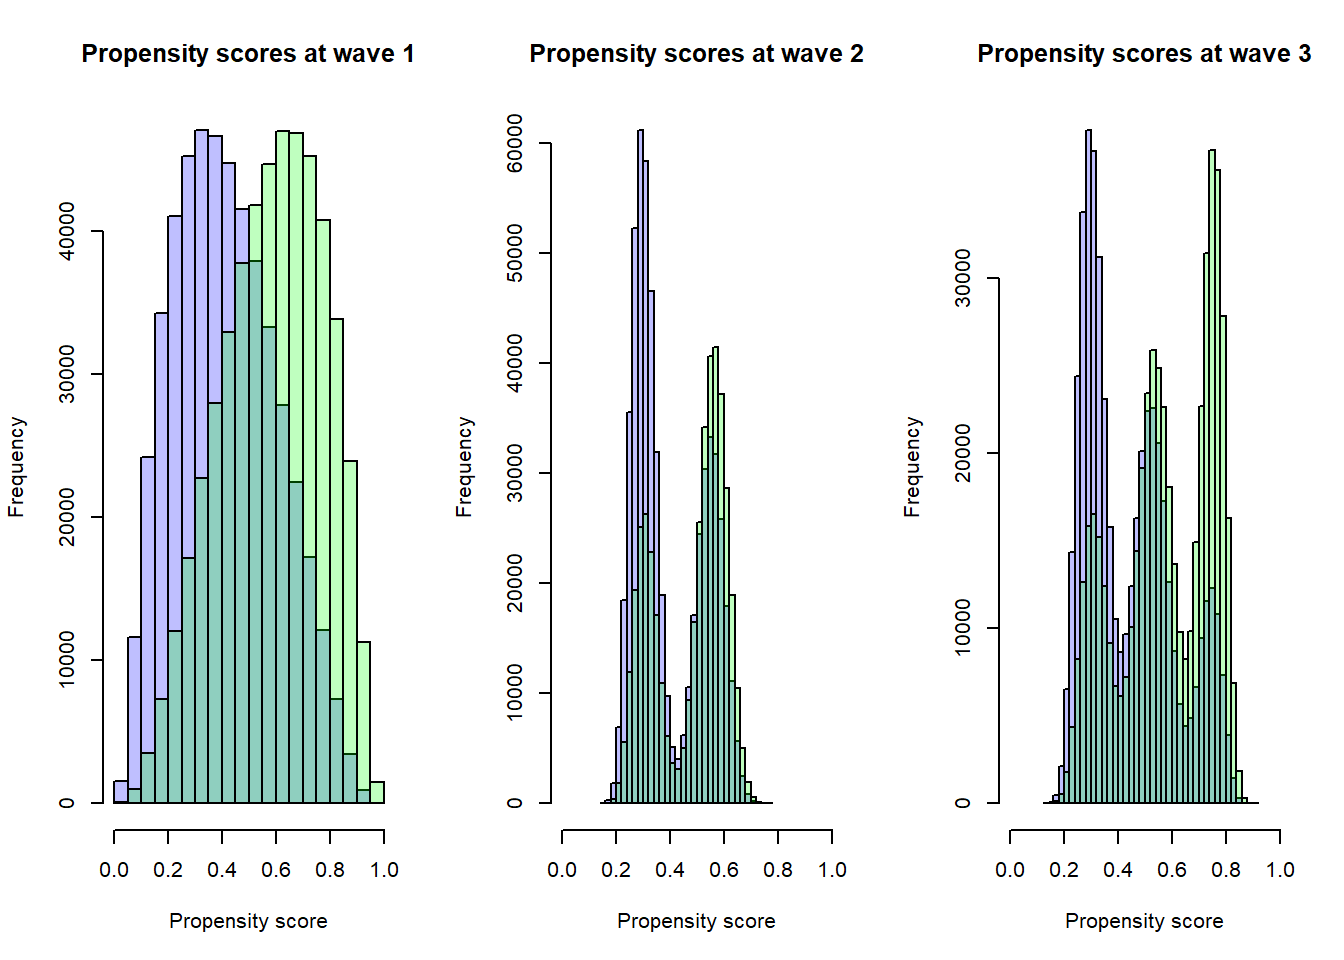 Propensity scores at wave 1
Frequency
0
10000
20000
30000
40000
0.0 0.2 0.4 0.6 0.8 1.0
Propensity score
Propensity scores at wave 2
Frequency
0
10000
20000
30000
40000
50000
60000
0.0 0.2 0.4 0.6 0.8 1.0
Propensity score
Propensity scores at wave 3
Frequency
0
10000
20000
30000
0.0 0.2 0.4 0.6 0.8 1.0
Propensity score